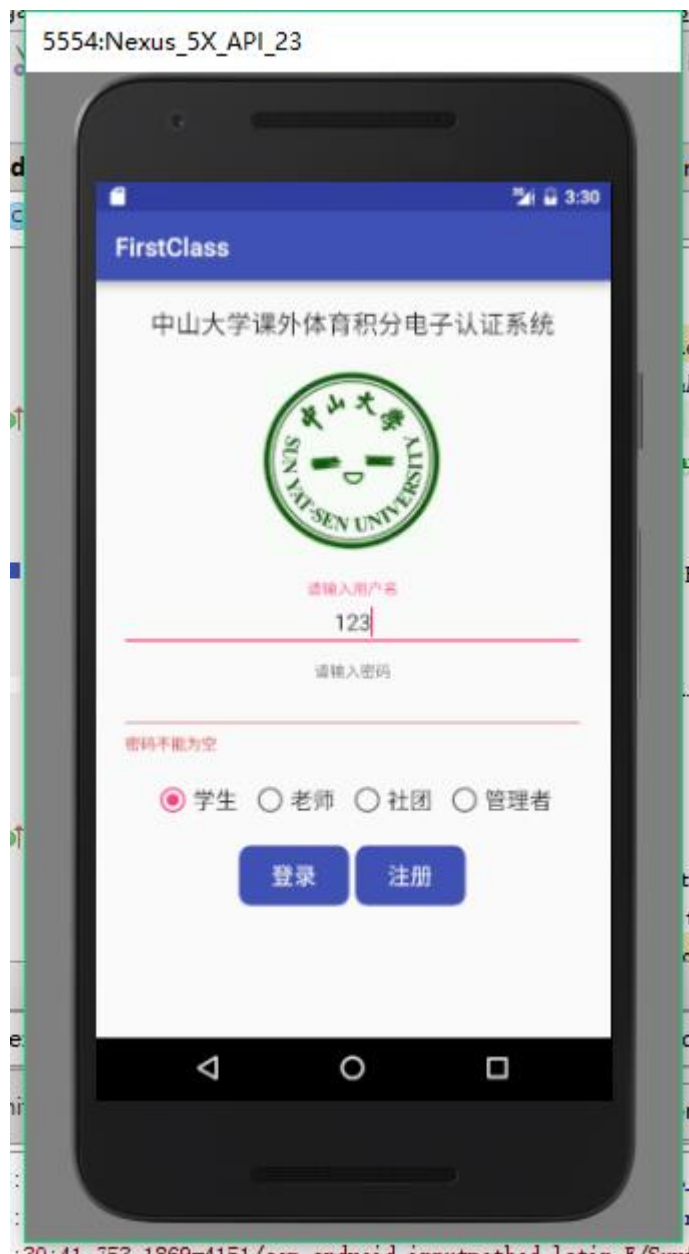 5554:Nexus_5X_API_23
3:30
FirstClass
中山大学课外体育积分电子认证系统
中山大学
SUN YAT-SEN UNIVERSITY
请输入用户名
123
请输入密码
密码不能为空
学生 老师 社团 管理者
登录 注册